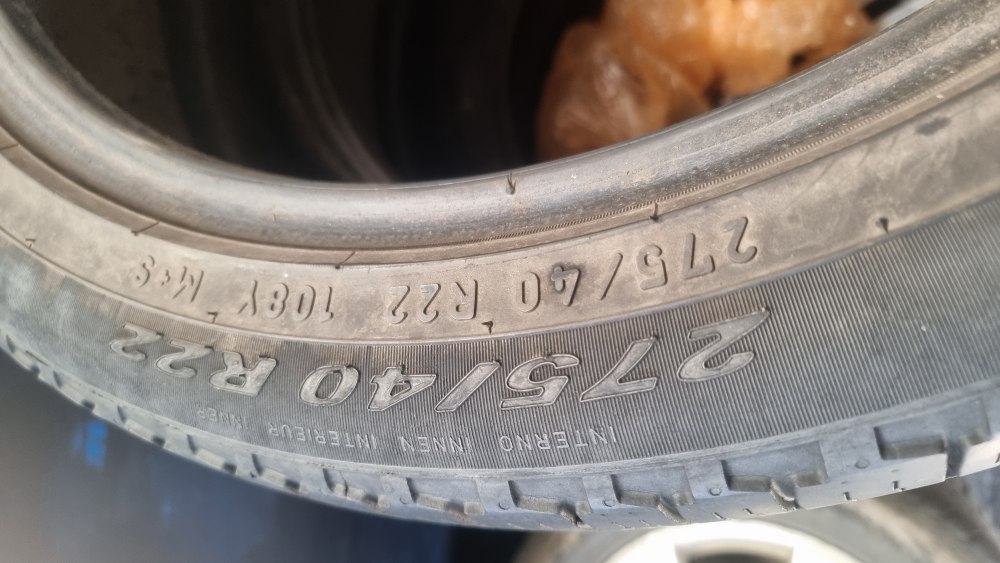 INTERNO INNEN INTERIEUR INNER
275/40 R22
275/40 R22 108Y M+S